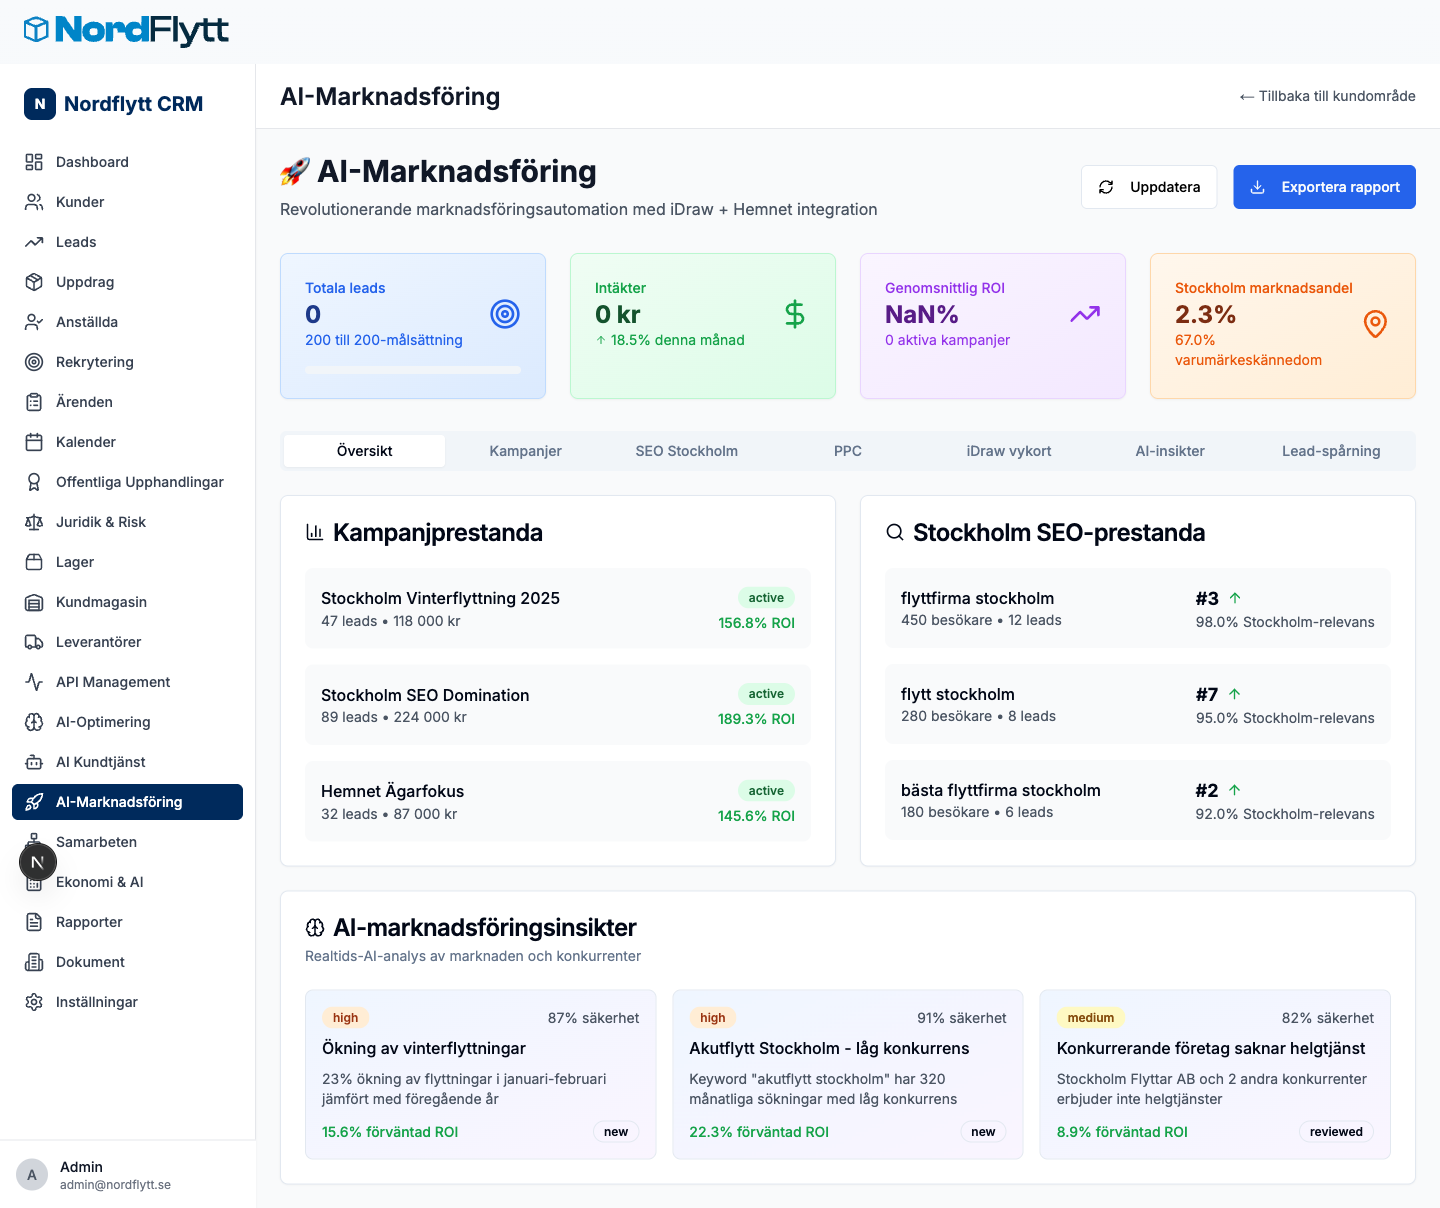 NordFlytt
N
Nordflytt CRM
Dashboard
Kunder
Leads
Uppdrag
Anställda
Rekrytering
Ärenden
Kalender
Offentliga Upphandlingar
Juridik & Risk
Lager
Kundmagasin
Leverantörer
API Management
AI-Optimering
AI Kundtjänst
AI-Marknadsföring
Samarbeten
N
Ekonomi & AI
Rapporter
Dokument
Inställningar
A
Admin
admin@nordflytt.se
AI-Marknadsföring
← Tillbaka till kundområde
🚀 AI-Marknadsföring
Revolutionerande marknadsföringsautomation med iDraw + Hemnet integration
Uppdatera
Exportera rapport
Totala leads
0
200 till 200-målsättning
Intäkter
0 kr
↑ 18.5% denna månad
Genomsnittlig ROI
NaN%
0 aktiva kampanjer
Stockholm marknadsandel
2.3%
67.0%
varumärkeskännedom
Översikt
Kampanjer
SEO Stockholm
PPC
iDraw vykort
AI-insikter
Lead-spårning
Kampanjprestanda
Stockholm Vinterflyttning 2025
active
47 leads • 118 000 kr
156.8% ROI
Stockholm SEO Domination
active
89 leads • 224 000 kr
189.3% ROI
Hemnet Ägarfokus
active
32 leads • 87 000 kr
145.6% ROI
Stockholm SEO-prestanda
flyttfirma stockholm
#3 ↑
450 besökare • 12 leads
98.0% Stockholm-relevans
flytt stockholm
#7 ↑
280 besökare • 8 leads
95.0% Stockholm-relevans
bästa flyttfirma stockholm
#2 ↑
180 besökare • 6 leads
92.0% Stockholm-relevans
AI-marknadsföringsinsikter
Realtids-AI-analys av marknaden och konkurrenter
high
87% säkerhet
Ökning av vinterflyttningar
23% ökning av flyttningar i januari-februari
jämfört med föregående år
15.6% förväntad ROI
new
high
91% säkerhet
Akutflytt Stockholm - låg konkurrens
Keyword "akutflytt stockholm" har 320
månatliga sökningar med låg konkurrens
22.3% förväntad ROI
new
medium
82% säkerhet
Konkurrerande företag saknar helgtjänst
Stockholm Flyttar AB och 2 andra konkurrenter
erbjuder inte helgtjänster
8.9% förväntad ROI
reviewed